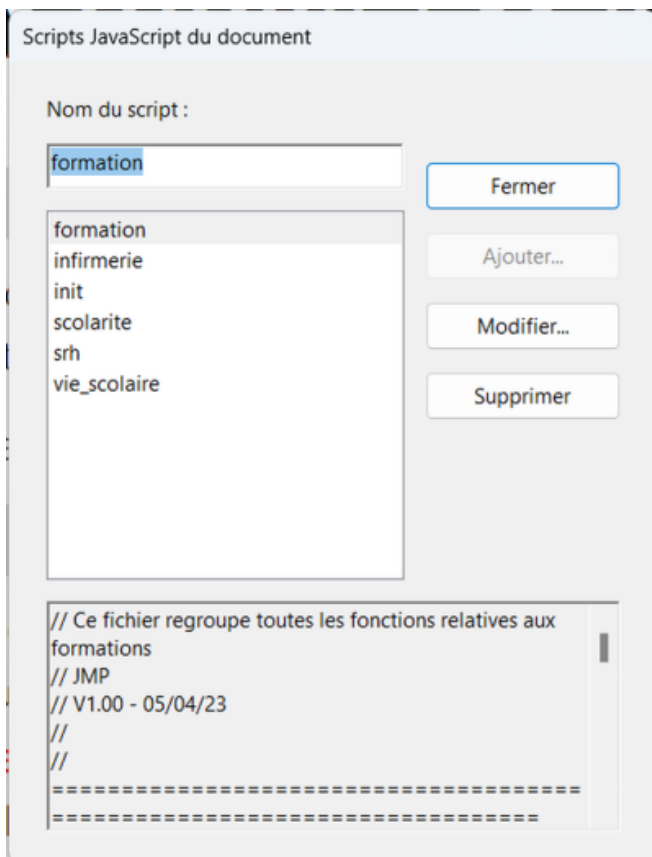 Scripts JavaScript du document
Nom du script :
formation
Fermer
formation
Ajouter...
infirmerie
init
Modifier...
scolarite
srh
vie_scolaire
Supprimer
// Ce fichier regroupe toutes les fonctions relatives aux
formations
// JMP
// V1.00 - 05/04/23
//
//
======================================
===================================